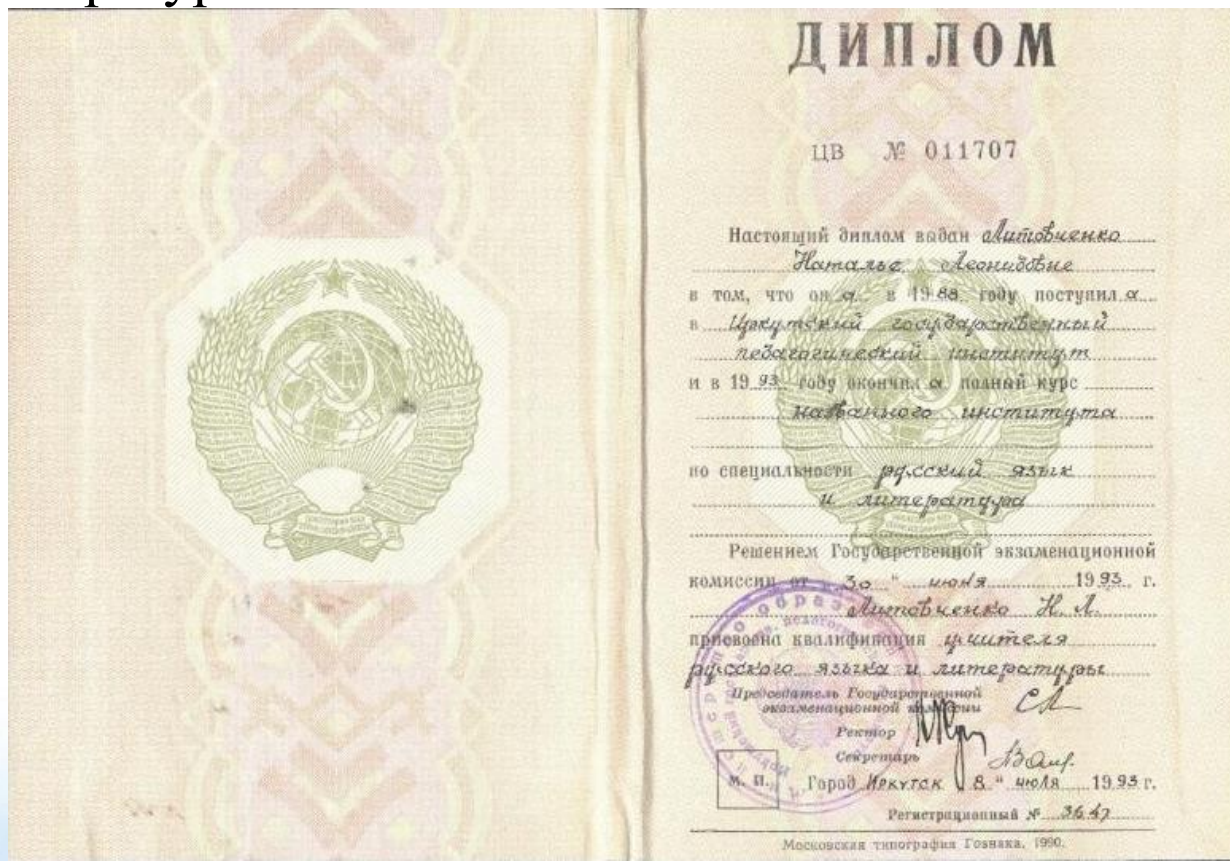 ДИПЛОМ
ЦВ № 011707
Настоящий диплом выдан Литовченко
Наталье Леонидовне
в том, что он а в 1988 году поступил а
в Иркутский государственный
педагогический институт
и в 1993 году окончил а полный курс
названного института
по специальности русский язык
и литература
Решением Государственной экзаменационной
комиссии от "30" июня 1993 г.
Литовченко Н. Л.
присвоена квалификация учителя
русского языка и литературы
Председатель Государственной
экзаменационной комиссии
Ректор
Секретарь
М. П. Город Иркутск 8 " июля 1993 г.
Регистрационный № 3647
Московская типография Гознака. 1990.